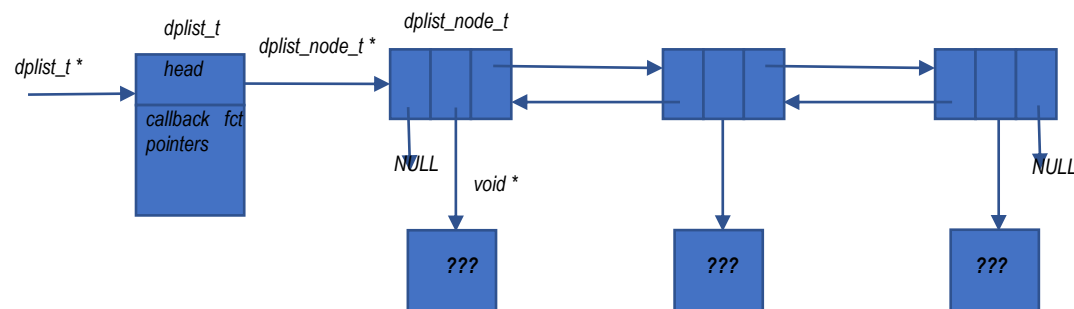 dplist_t
dplist_node_t
dplist_node_t *
dplist_t *
head
callback fct
pointers
NULL
NULL
void *
???
???
???